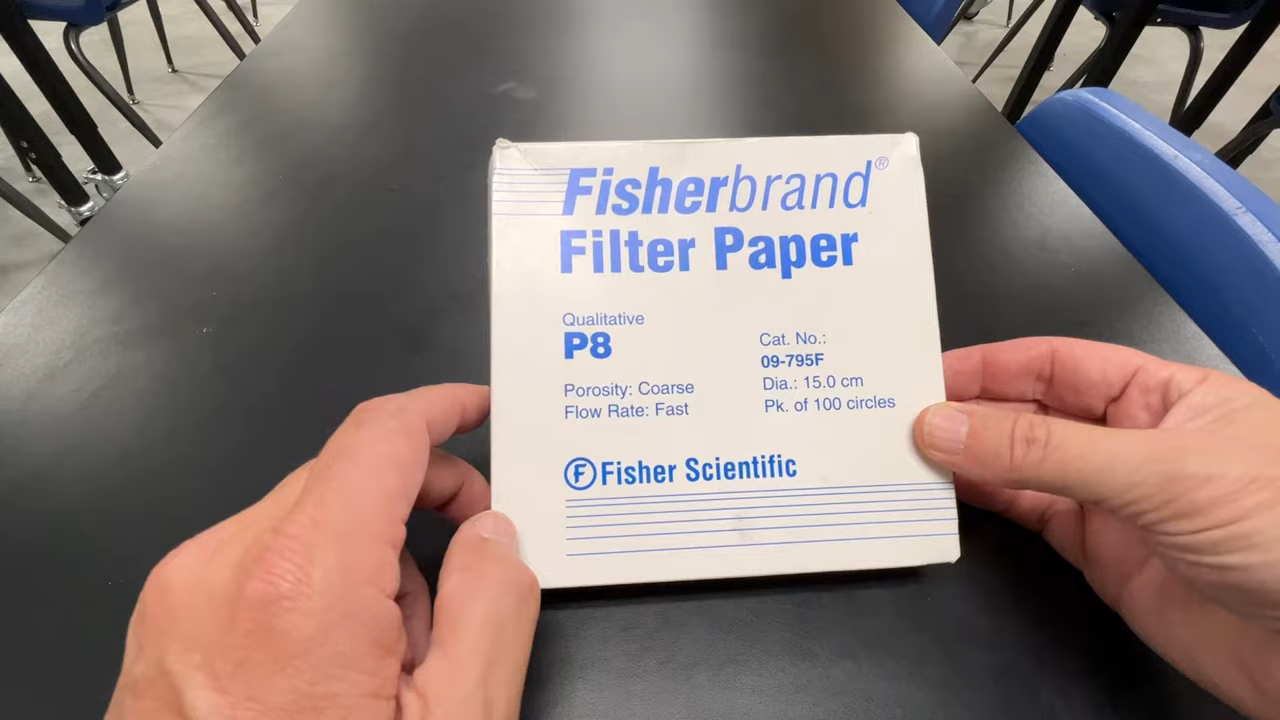 Fisherbrand®
Filter Paper
Qualitative
P8
Porosity: Coarse
Flow Rate: Fast
Cat. No.:
09-795F
Dia.: 15.0 cm
Pk. of 100 circles
F Fisher Scientific